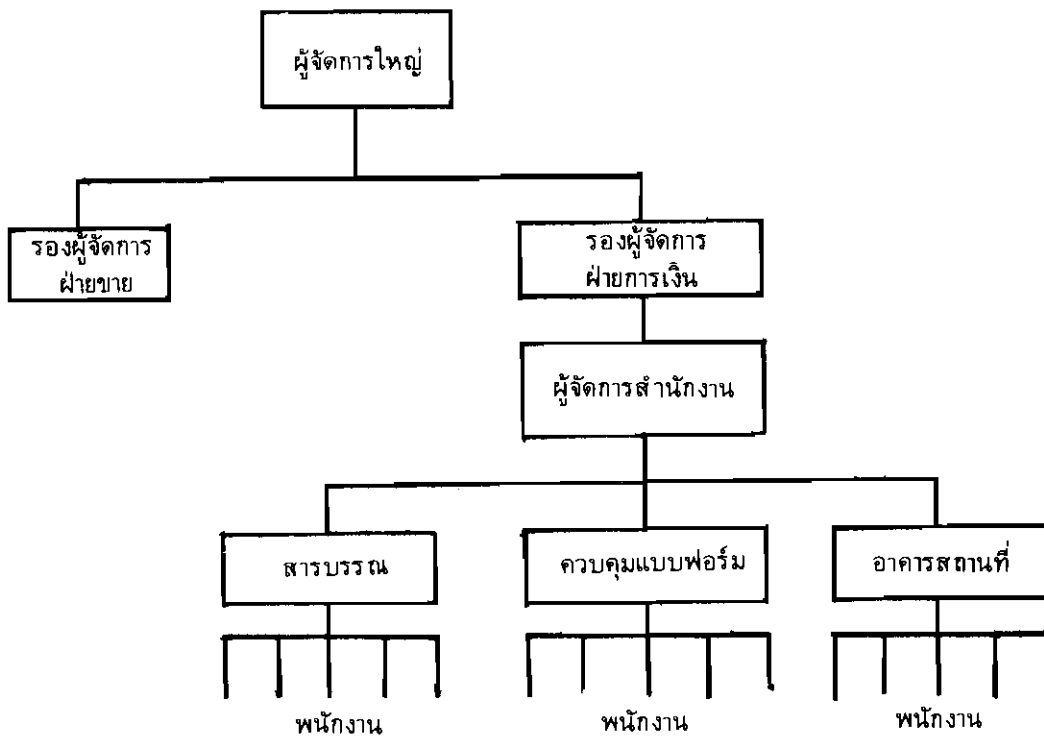 ผู้จัดการใหญ่
รองผู้จัดการ
ฝ่ายขาย
รองผู้จัดการ
ฝ่ายการเงิน
ผู้จัดการสำนักงาน
สารบรรณ
ควบคุมแบบฟอร์ม
อาคารสถานที่
พนักงาน
พนักงาน
พนักงาน